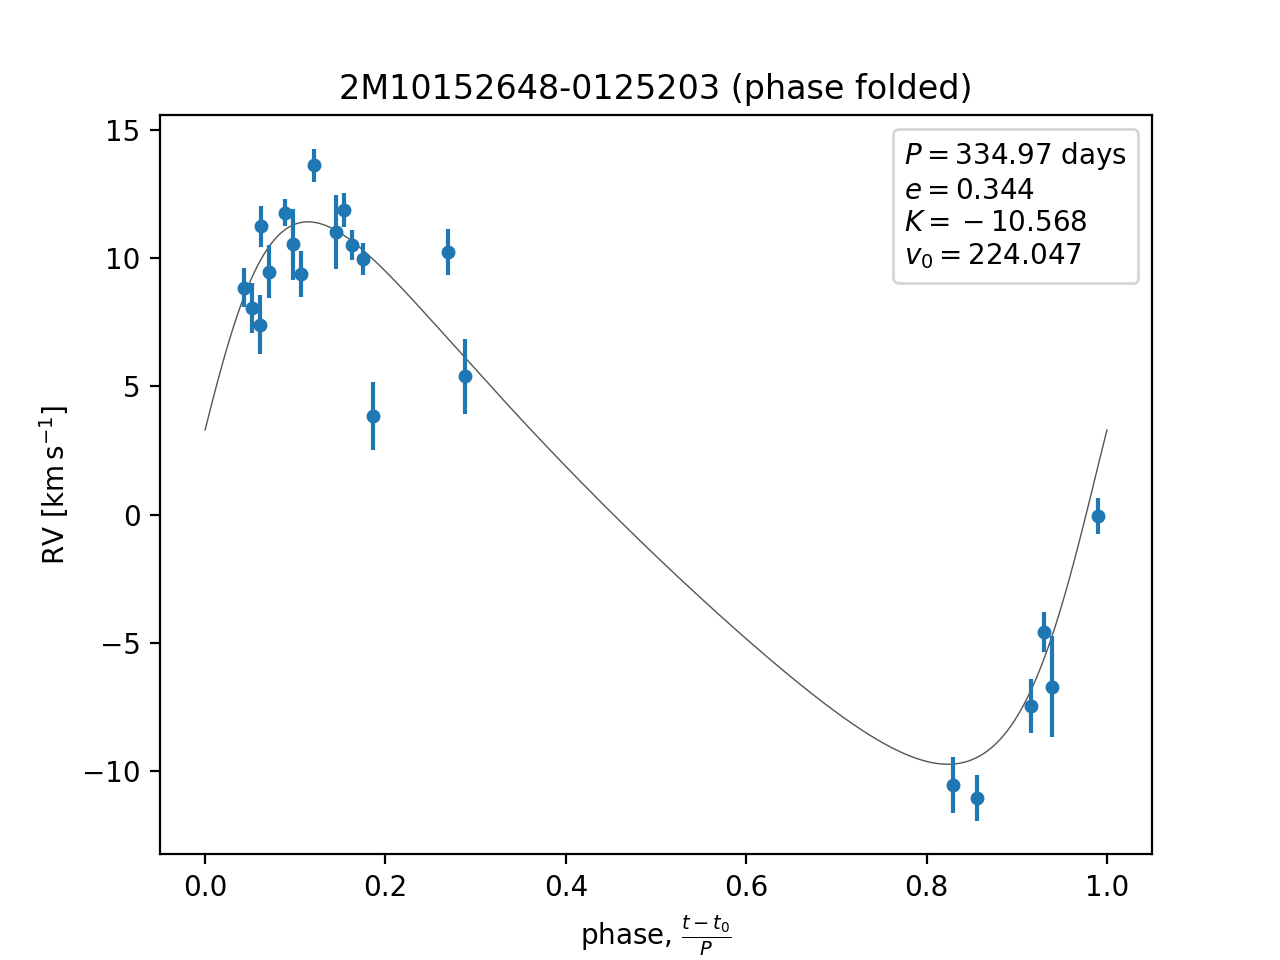 2M10152648-0125203 (phase folded)
P = 334.97 days
e = 0.344
K = −10.568
v₀ = 224.047
15
10
5
0
−5
−10
RV [km s⁻¹]
0.0 0.2 0.4 0.6 0.8 1.0
phase, (t − t₀)/P